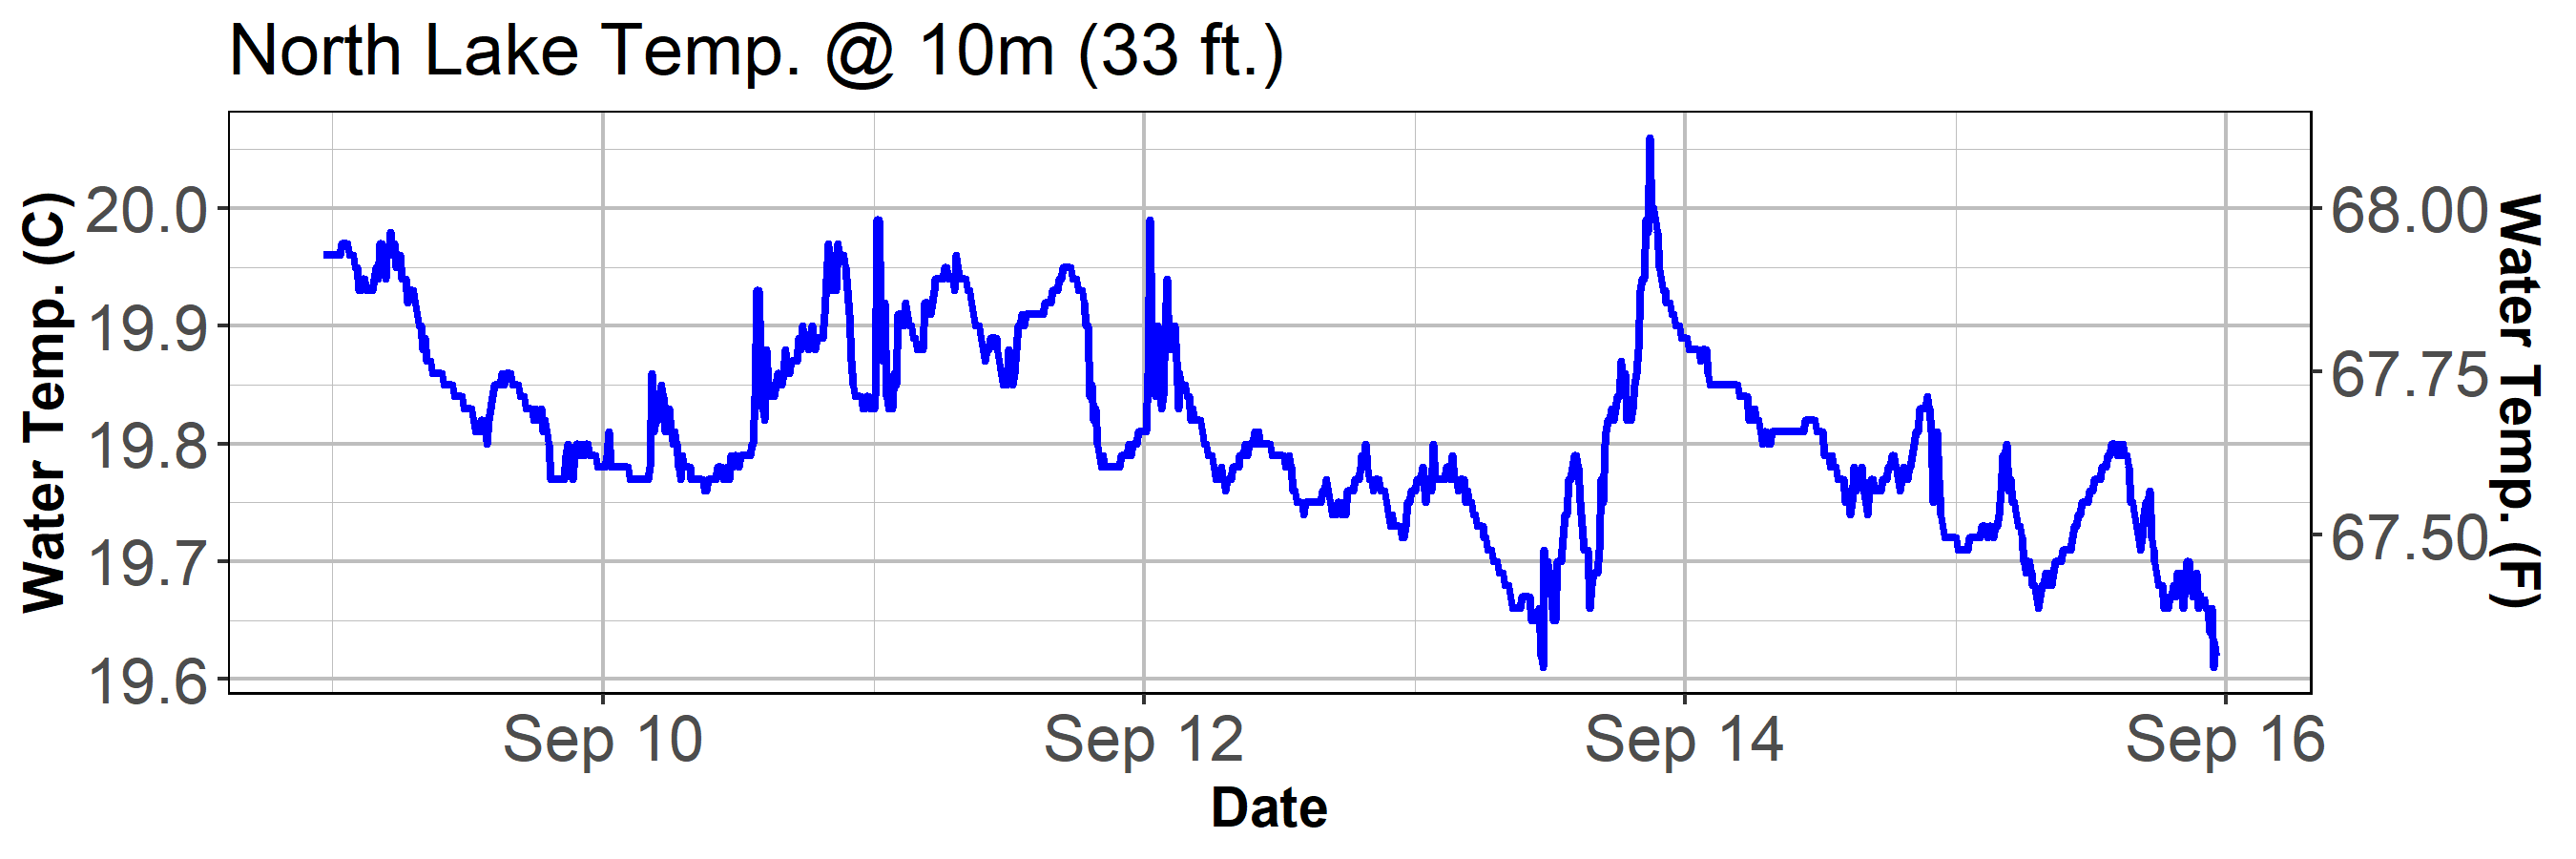 North Lake Temp. @ 10m (33 ft.)
Water Temp. (C)
20.0
19.9
19.8
19.7
19.6
68.00
67.75
67.50
Water Temp. (F)
Sep 10
Sep 12
Sep 14
Sep 16
Date